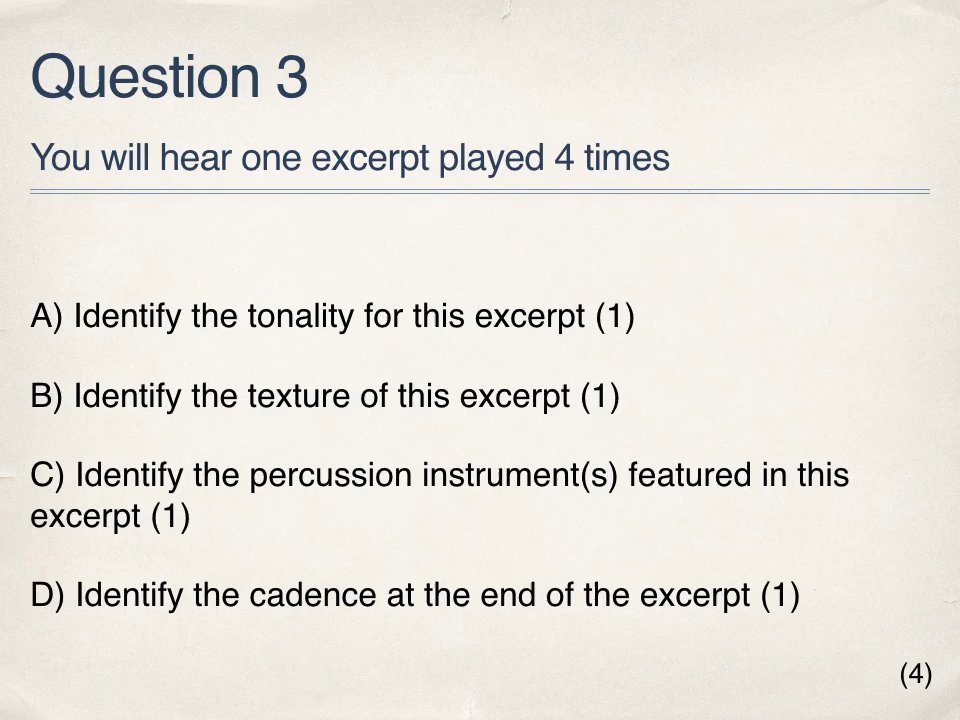 Question 3
You will hear one excerpt played 4 times
A) Identify the tonality for this excerpt (1)
B) Identify the texture of this excerpt (1)
C) Identify the percussion instrument(s) featured in this
excerpt (1)
D) Identify the cadence at the end of the excerpt (1)
(4)